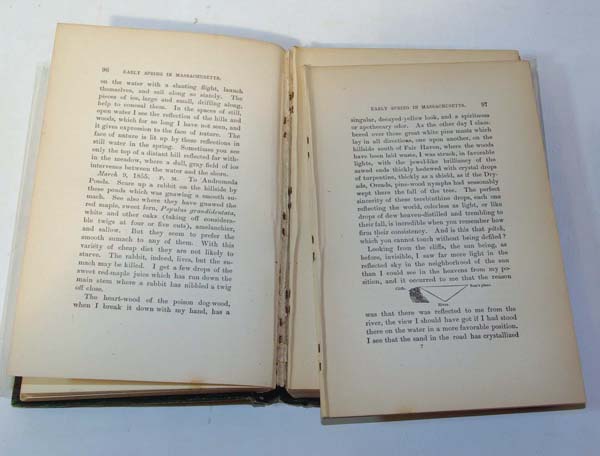 96 EARLY SPRING IN MASSACHUSETTS.
on the water with a slanting flight, launch
themselves, and sail along so stately. The
pieces of ice, large and small, drifting along,
help to conceal them. In the spaces of still,
open water I see the reflection of the hills and
woods, which for so long I have not seen, and
it gives expression to the face of nature. The
face of nature is lit up by these reflections in
still water in the spring. Sometimes you see
only the top of a distant hill reflected far with-
in the meadow, where a dull, gray field of ice
intervenes between the water and the shore.
March 9, 1855. P. M. To Andromeda
Ponds. Scare up a rabbit on the hillside by
these ponds which was gnawing a smooth su-
mach. See also where they have gnawed the
red maple, sweet fern, Populus grandidentata,
white and other oaks (taking off considera-
ble twigs at four or five cuts), amelanchier,
and sallow. But they seem to prefer the
smooth sumach to any of them. With this
variety of cheap diet they are not likely to
starve. The rabbit, indeed, lives, but the su-
mach may be killed. I get a few drops of the
sweet red-maple juice which has run down the
main stem where a rabbit has nibbled a twig
off close.
The heart-wood of the poison dog-wood,
when I break it down with my hand, has a
EARLY SPRING IN MASSACHUSETTS. 97
singular, decayed-yellow look, and a spirituous
or apothecary odor. As the other day I clam-
bered over those great white pine masts which
lay in all directions, one upon another, on the
hillside south of Fair Haven, where the woods
have been laid waste, I was struck, in favorable
lights, with the jewel-like brilliancy of the
sawed ends thickly bedewed with crystal drops
of turpentine, thickly as a shield, as if the Dry-
ads, Oreads, pine-wood nymphs had seasonably
wept there the fall of the tree. The perfect
sincerity of these terebinthine drops, each one
reflecting the world, colorless as light, or like
drops of dew heaven-distilled and trembling to
their fall, is incredible when you remember how
firm their consistency. And is this that pitch,
which you cannot touch without being defiled?
Looking from the cliffs, the sun being, as
before, invisible, I saw far more light in the
reflected sky in the neighborhood of the sun
than I could see in the heavens from my po-
sition, and it occurred to me that the reason
Cliffs. Sun's place.
River.
was that there was reflected to me from the
river, the view I should have got if I had stood
there on the water in a more favorable position.
I see that the sand in the road has crystallized
7